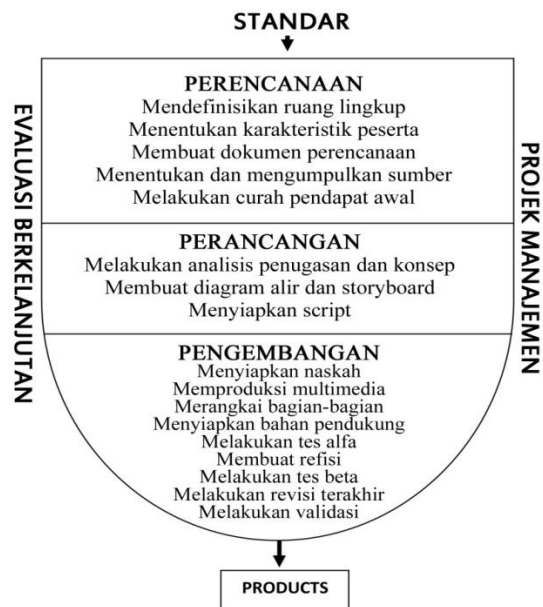 STANDAR
EVALUASI BERKELANJUTAN
PERENCANAAN
Mendefinisikan ruang lingkup
Menentukan karakteristik peserta
Membuat dokumen perencanaan
Menentukan dan mengumpulkan sumber
Melakukan curah pendapat awal
PERANCANGAN
Melakukan analisis penugasan dan konsep
Membuat diagram alir dan storyboard
Menyiapkan script
PENGEMBANGAN
Menyiapkan naskah
Memproduksi multimedia
Merangkai bagian-bagian
Menyiapkan bahan pendukung
Melakukan tes alfa
Membuat refisi
Melakukan tes beta
Melakukan revisi terakhir
Melakukan validasi
PROJEK MANAJEMEN
PRODUCTS